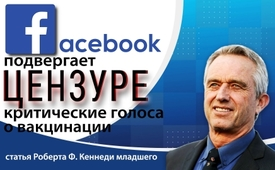 facebook
подвергает
ЦЕНЗУРЕ
критические голоса
о вакцинации
статья Роберта Ф. Кеннеди младшего